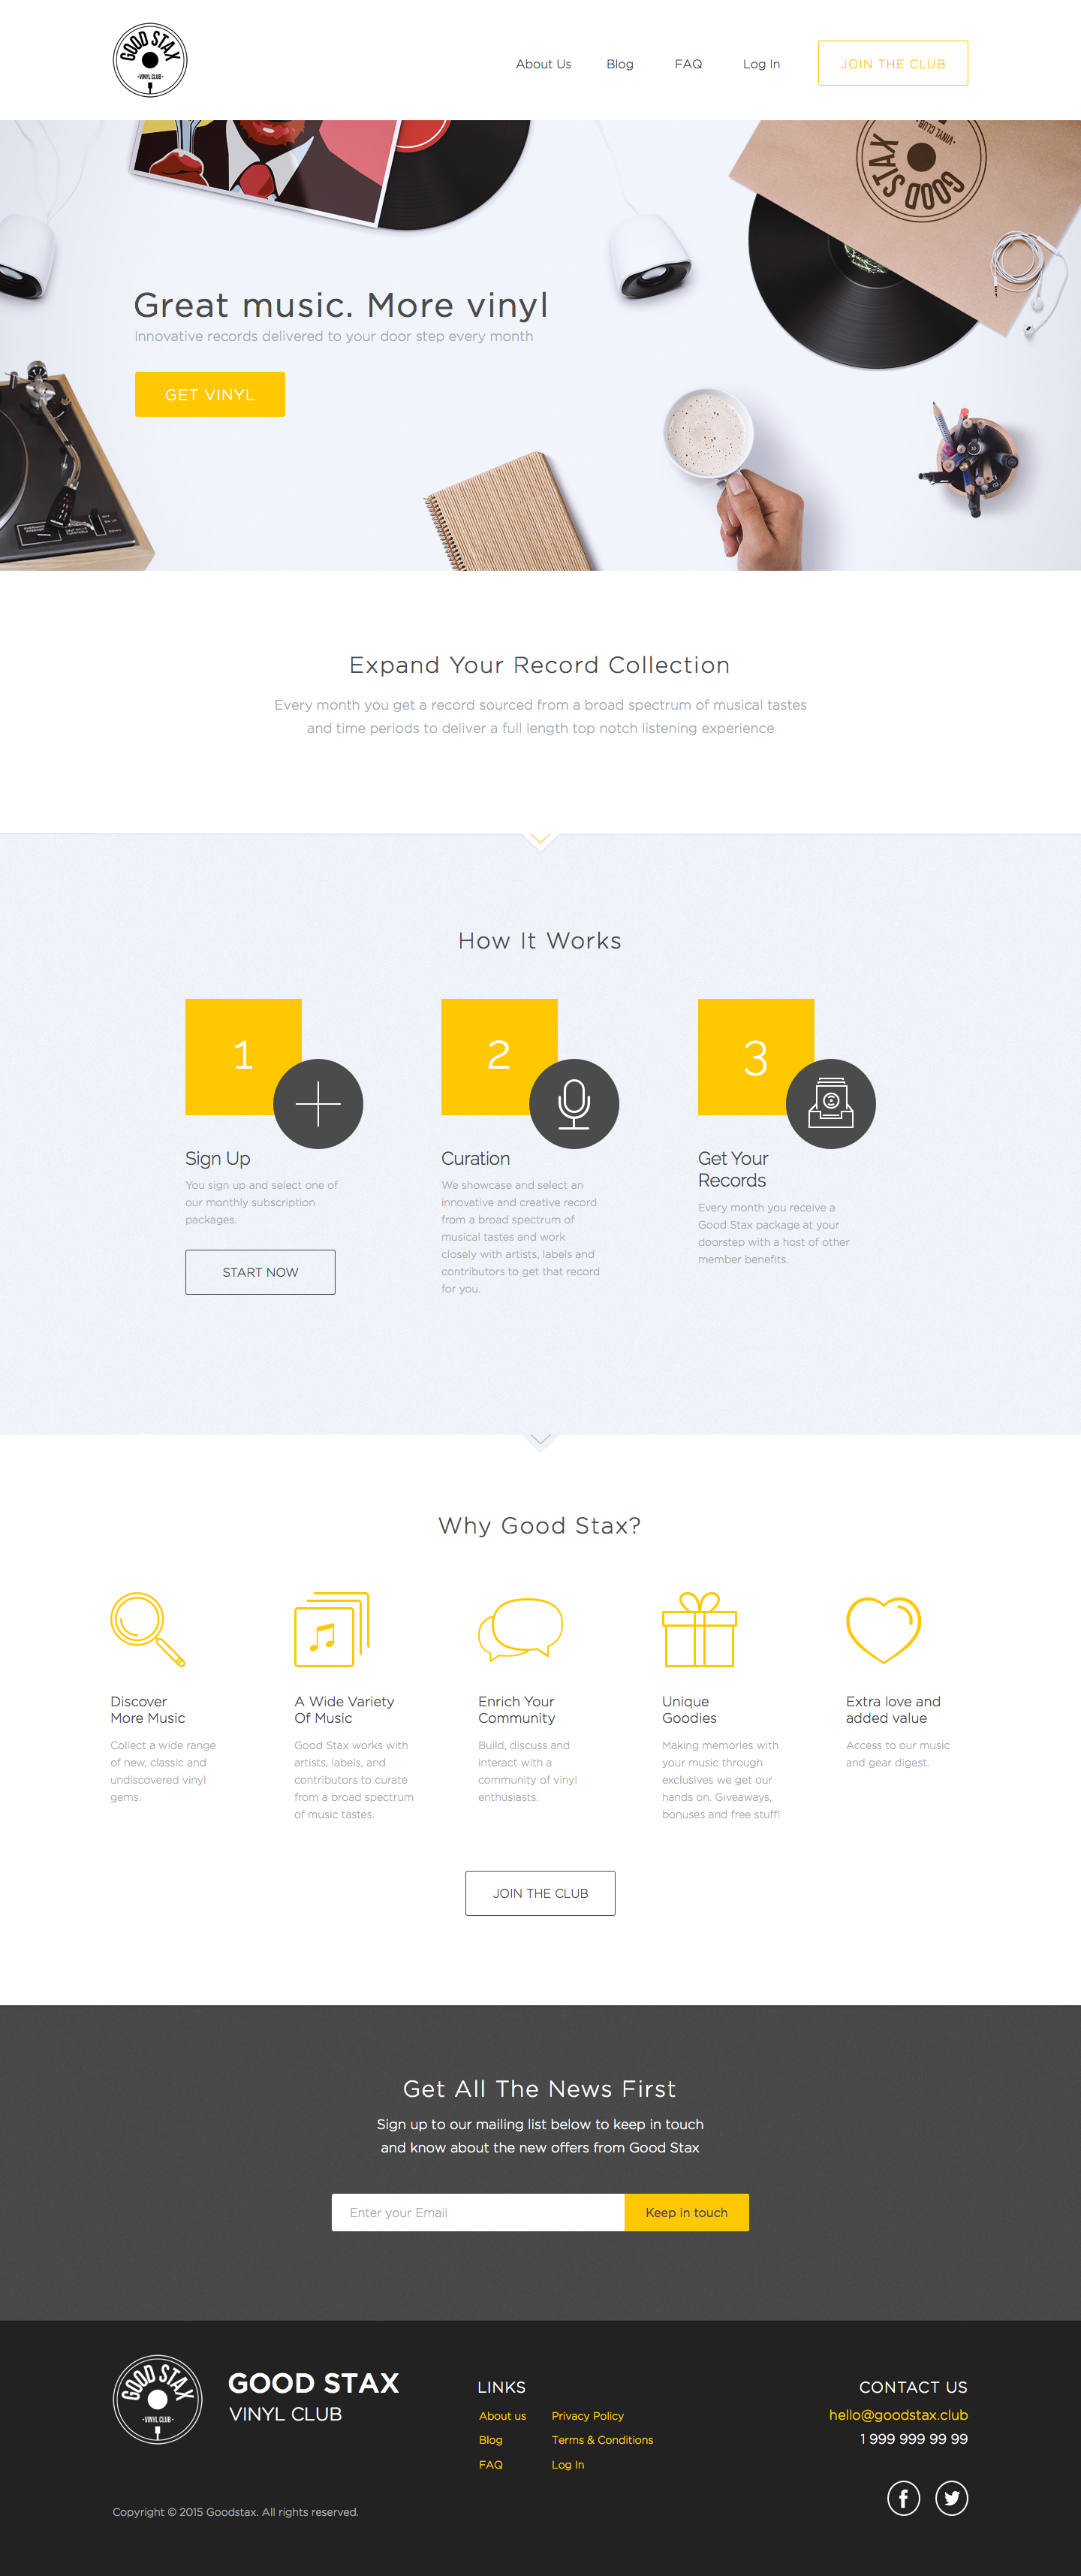 GOOD STAX
• VINYL CLUB •
About Us
Blog
FAQ
Log In
JOIN THE CLUB
VINYL CLUB •
GOOD STAX
Great music. More vinyl
Innovative records delivered to your door step every month
GET VINYL
Expand Your Record Collection
Every month you get a record sourced from a broad spectrum of musical tastes
and time periods to deliver a full length top notch listening experience
How It Works
1
2
3
Sign Up
You sign up and select one of
our monthly subscription
packages.
START NOW
Curation
We showcase and select an
innovative and creative record
from a broad spectrum of
musical tastes and work
closely with artists, labels and
contributors to get that record
for you.
Get Your
Records
Every month you receive a
Good Stax package at your
doorstep with a host of other
member benefits.
Why Good Stax?
Discover
More Music
Collect a wide range
of new, classic and
undiscovered vinyl
gems.
A Wide Variety
Of Music
Good Stax works with
artists, labels, and
contributors to curate
from a broad spectrum
of music tastes.
Enrich Your
Community
Build, discuss and
interact with a
community of vinyl
enthusiasts.
Unique
Goodies
Making memories with
your music through
exclusives we get our
hands on. Giveaways,
bonuses and free stuff!
Extra love and
added value
Access to our music
and gear digest.
JOIN THE CLUB
Get All The News First
Sign up to our mailing list below to keep in touch
and know about the new offers from Good Stax
Enter your Email
Keep in touch
GOOD STAX
• VINYL CLUB •
GOOD STAX
VINYL CLUB
Copyright © 2015 Goodstax. All rights reserved.
LINKS
About us
Privacy Policy
Blog
Terms & Conditions
FAQ
Log In
CONTACT US
hello@goodstax.club
1 999 999 99 99